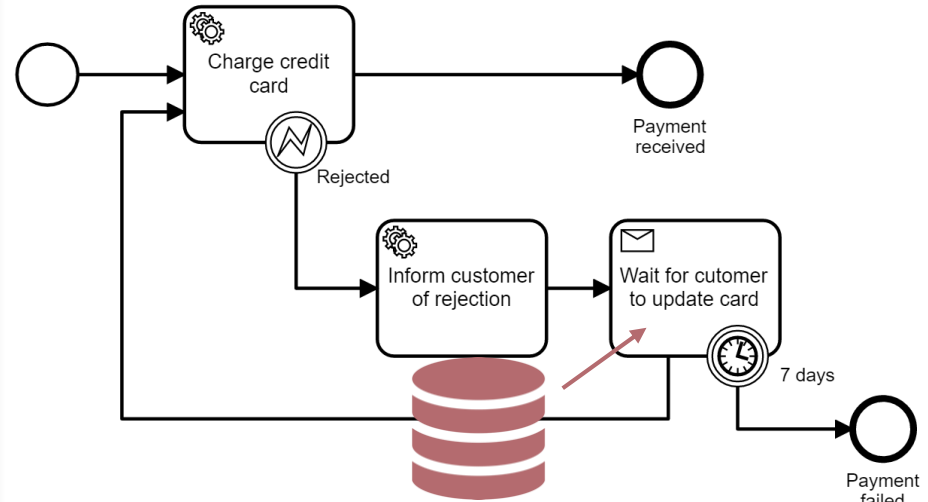 Charge credit
card
Payment
received
Rejected
Inform customer
of rejection
Wait for cutomer
to update card
7 days
Payment
failed